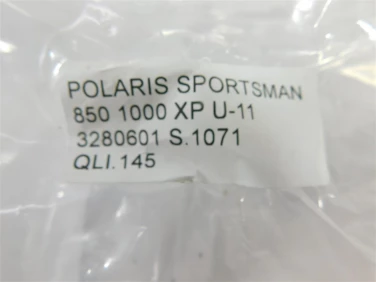 POLARIS SPORTSMAN
850 1000 XP U-11
3280601 S.1071
QLI.145